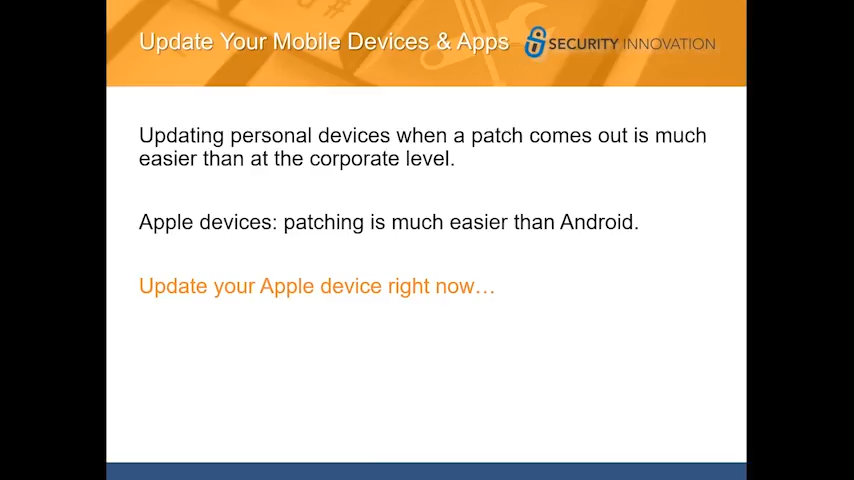 Update Your Mobile Devices & Apps
SECURITY INNOVATION
Updating personal devices when a patch comes out is much
easier than at the corporate level.
Apple devices: patching is much easier than Android.
Update your Apple device right now…